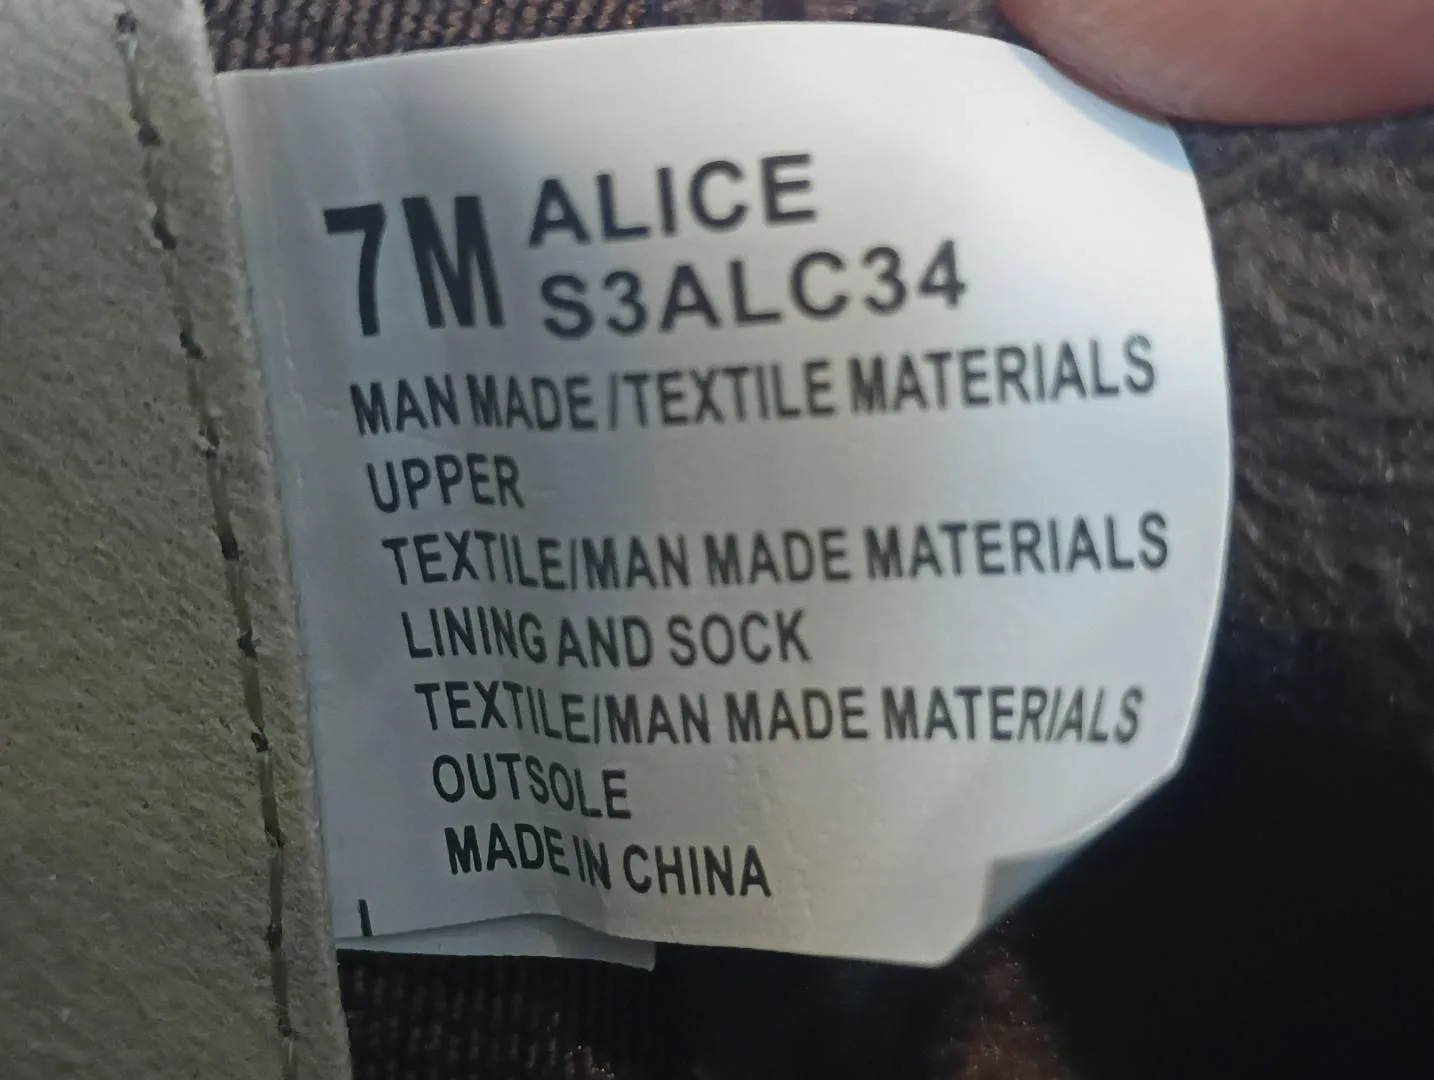 7M ALICE
S3ALC34
MAN MADE /TEXTILE MATERIALS
UPPER
TEXTILE/MAN MADE MATERIALS
LINING AND SOCK
TEXTILE/MAN MADE MATERIALS
OUTSOLE
MADE IN CHINA